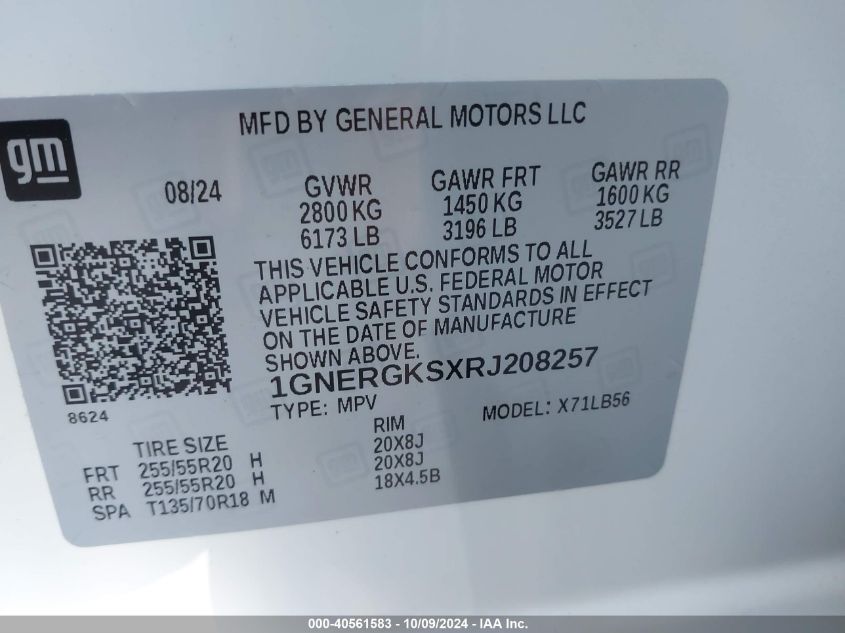 MFD BY GENERAL MOTORS LLC
gm
08/24
GVWR
2800 KG
6173 LB
GAWR FRT
1450 KG
3196 LB
GAWR RR
1600 KG
3527 LB
THIS VEHICLE CONFORMS TO ALL
APPLICABLE U.S. FEDERAL MOTOR
VEHICLE SAFETY STANDARDS IN EFFECT
ON THE DATE OF MANUFACTURE
SHOWN ABOVE.
1GNERGKSXRJ208257
8624
TYPE: MPV
MODEL: X71LB56
TIRE SIZE
RIM
FRT 255/55R20 H 20X8J
RR 255/55R20 H 20X8J
SPA T135/70R18 M 18X4.5B
000-40561583 - 10/09/2024 - IAA Inc.